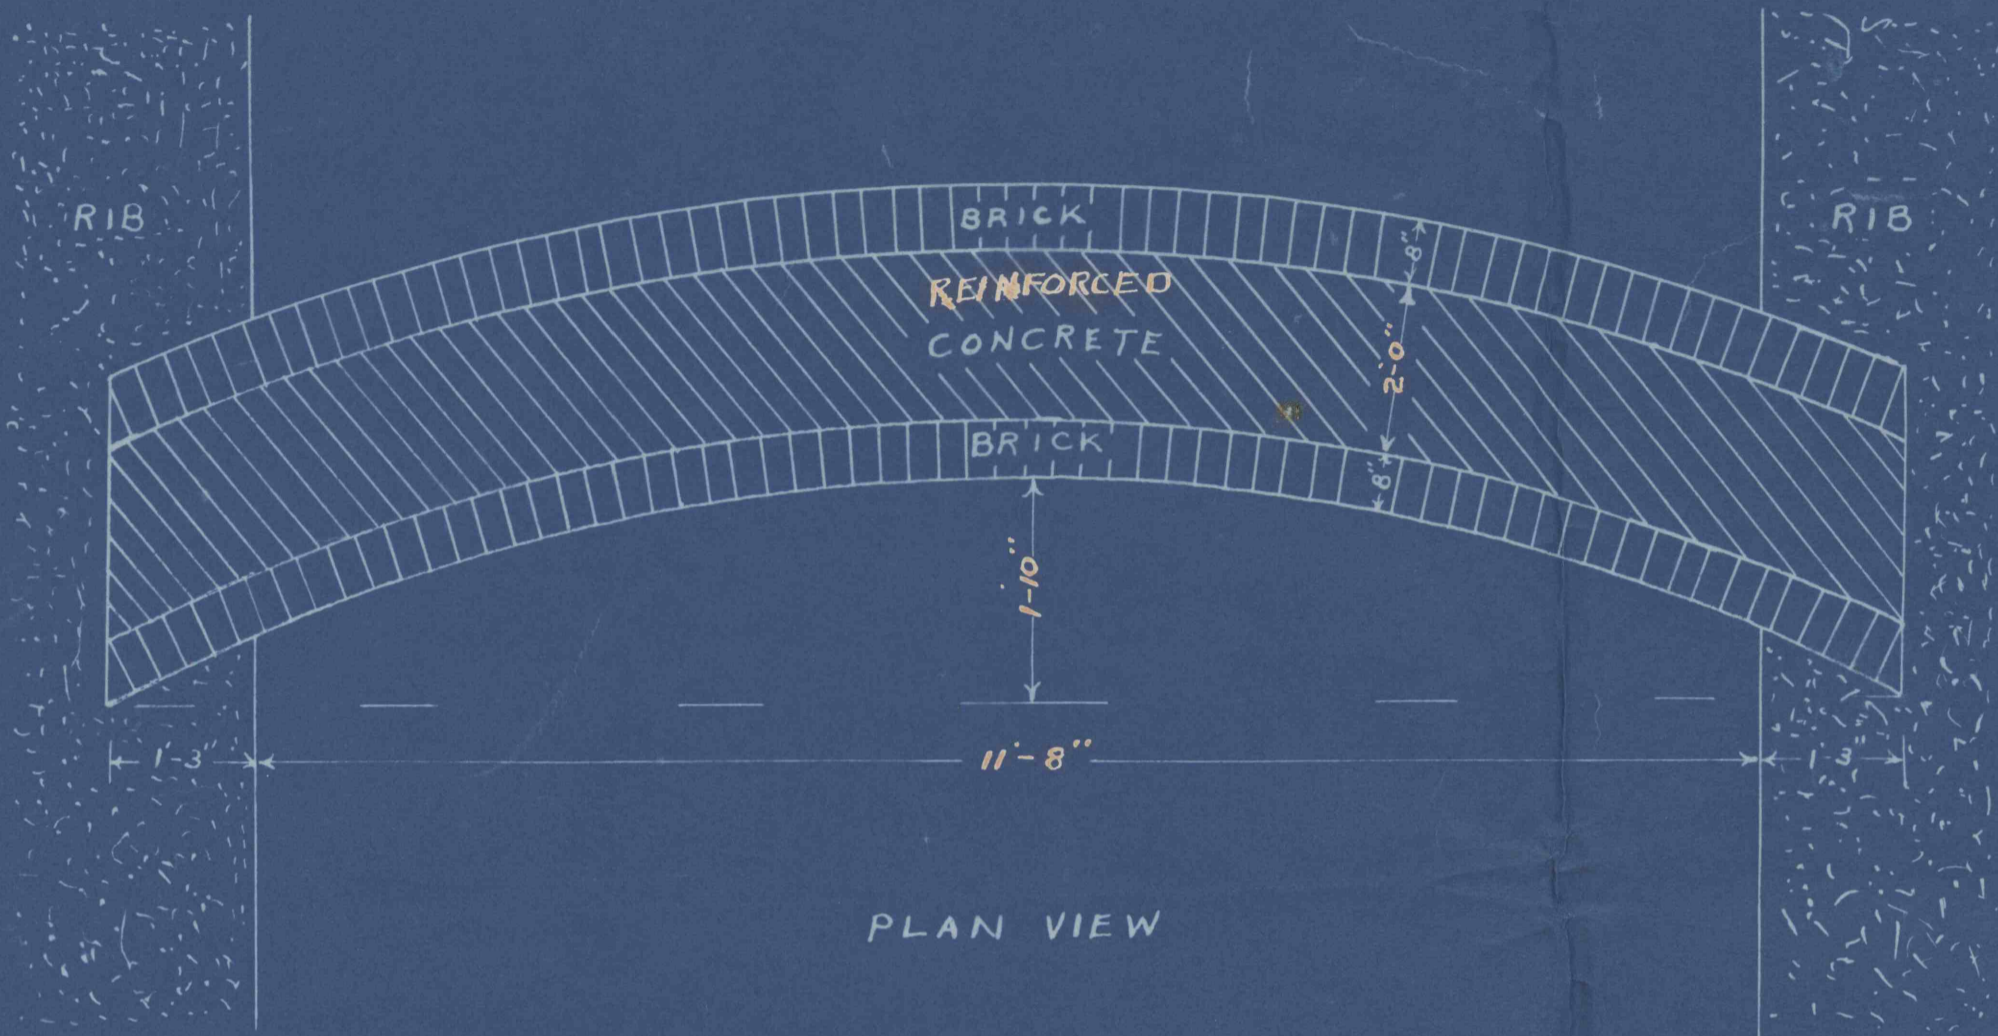 RIB
BRICK
RIB
8"
REINFORCED
CONCRETE
2'-0"
BRICK
8"
1'-10"
1'-3"
11'-8"
1'-3"
PLAN VIEW